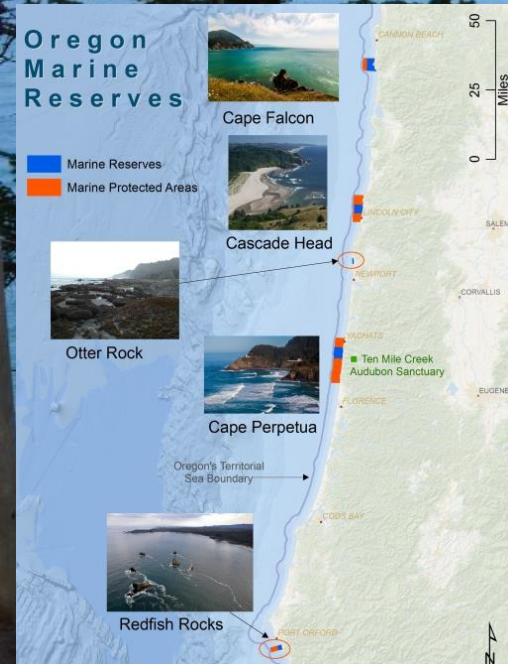 Oregon
Marine
Reserves
Marine Reserves
Marine Protected Areas
Cape Falcon
Cascade Head
Otter Rock
Cape Perpetua
Oregon's Territorial
Sea Boundary
Redfish Rocks
CANNON BEACH
LINCOLN CITY
NEWPORT
YACHATS
Ten Mile Creek
Audubon Sanctuary
FLORENCE
COOS BAY
PORT ORFORD
SALEM
CORVALLIS
EUGENE
50
25
0
Miles
N